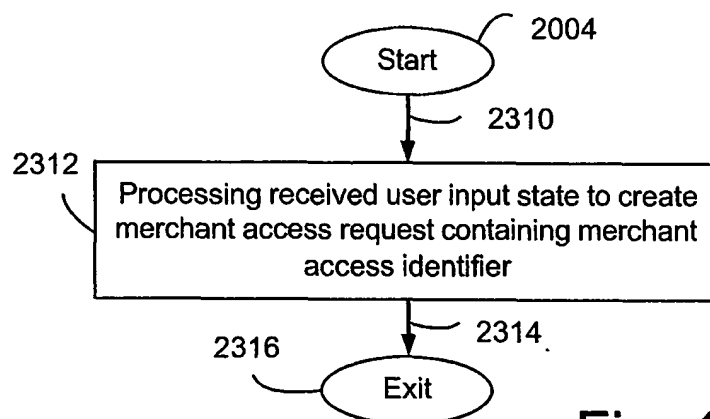 2004
Start
2310
2312
Processing received user input state to create
merchant access request containing merchant
access identifier
2314
2316
Exit